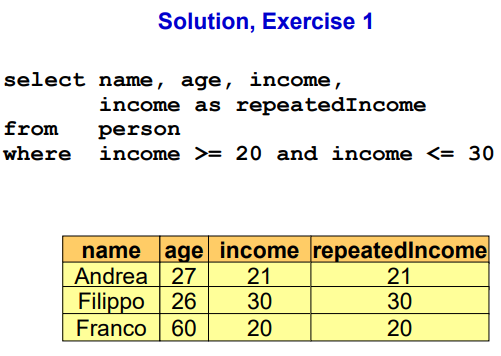 Solution, Exercise 1
select name, age, income,
income as repeatedIncome
from person
where income >= 20 and income <= 30
name age income repeatedIncome
Andrea 27 21 21
Filippo 26 30 30
Franco 60 20 20